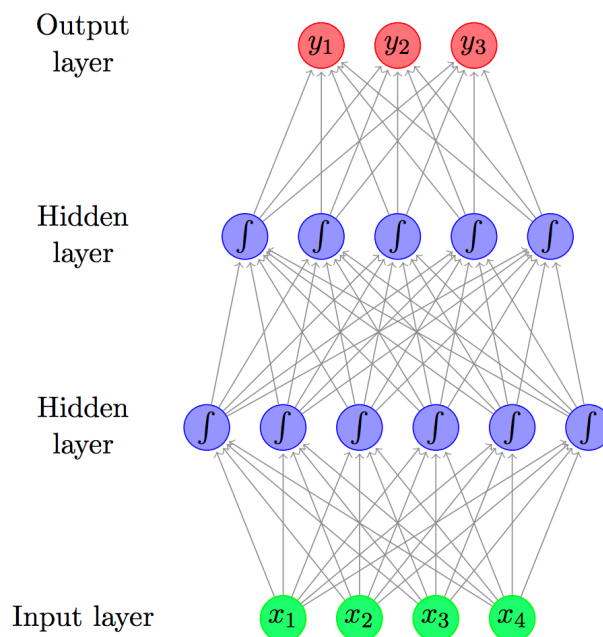 Output
layer
y₁ y₂ y₃
Hidden
layer
∫ ∫ ∫ ∫ ∫
Hidden
layer
∫ ∫ ∫ ∫ ∫ ∫
Input layer
x₁ x₂ x₃ x₄